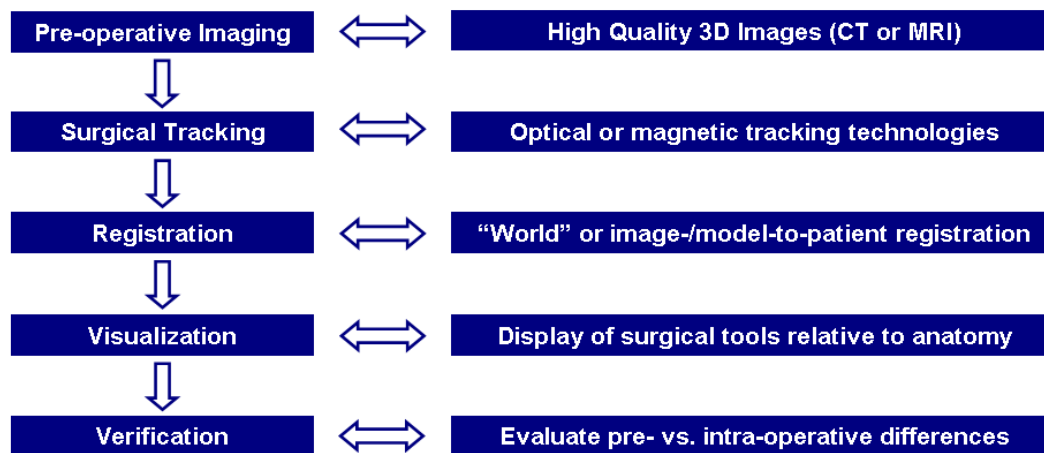 Pre-operative Imaging
High Quality 3D Images (CT or MRI)
Surgical Tracking
Optical or magnetic tracking technologies
Registration
“World” or image-/model-to-patient registration
Visualization
Display of surgical tools relative to anatomy
Verification
Evaluate pre- vs. intra-operative differences